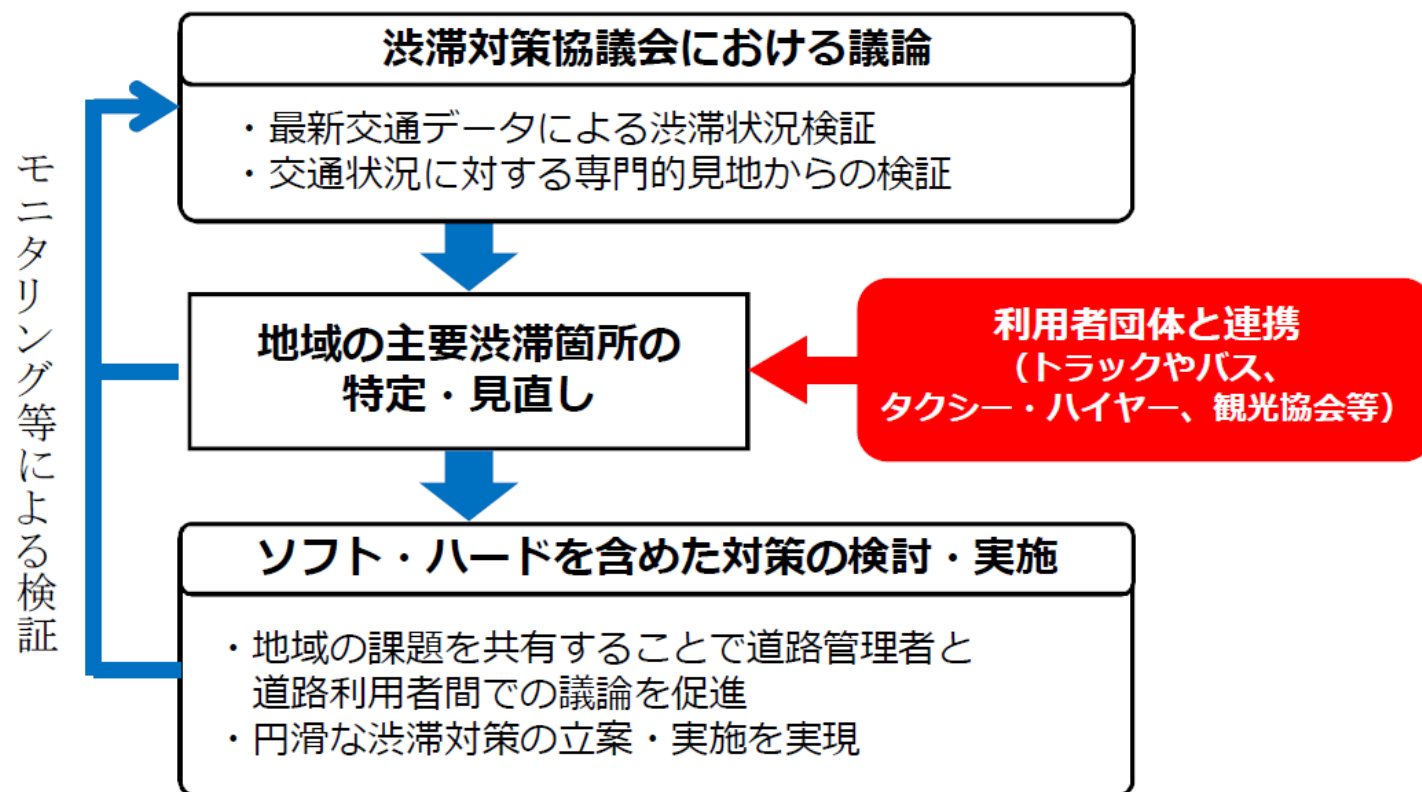 渋滞対策協議会における議論
・最新交通データによる渋滞状況検証
・交通状況に対する専門的見地からの検証
モニタリング等による検証
地域の主要渋滞箇所の
特定・見直し
利用者団体と連携
（トラックやバス、
タクシー・ハイヤー、観光協会等）
ソフト・ハードを含めた対策の検討・実施
・地域の課題を共有することで道路管理者と
道路利用者間での議論を促進
・円滑な渋滞対策の立案・実施を実現